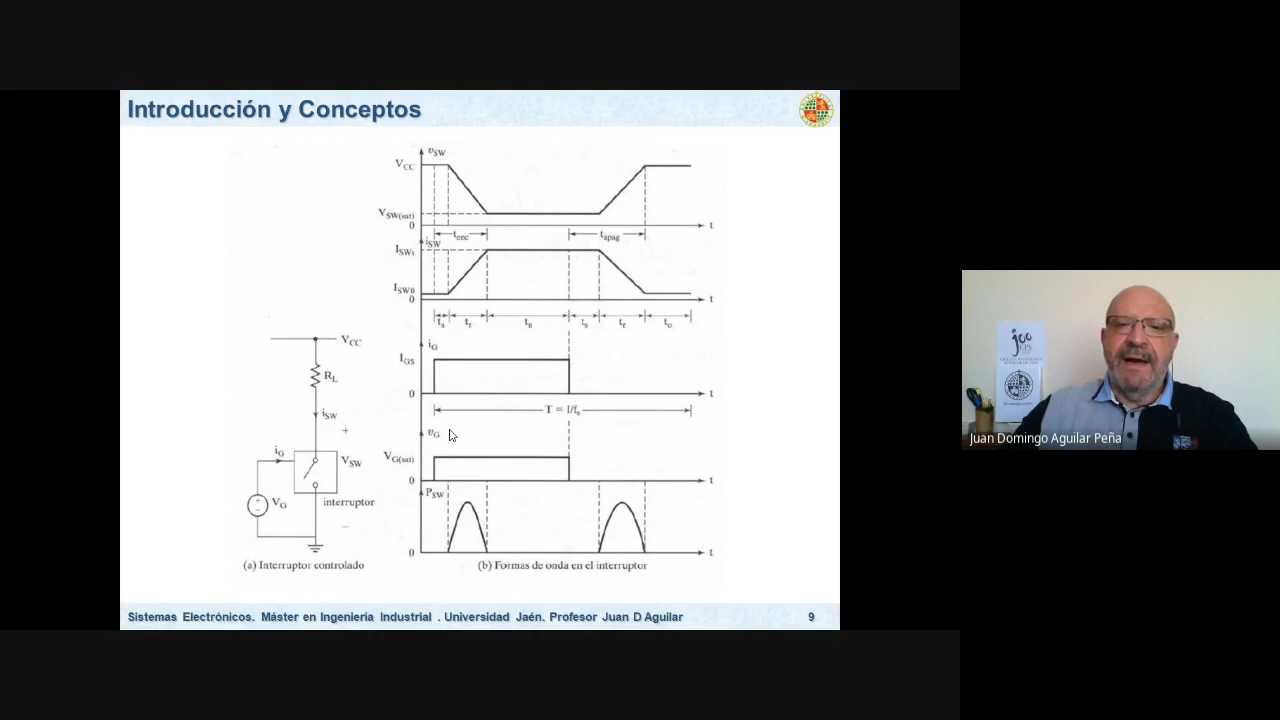 Introducción y Conceptos
v_SW
V_CC
V_SW(sat)
0
t
t_enc
t_apag
i_SW
I_SWs
I_SW0
0
t
t_r
t_n
t_s
t_f
t_o
i_G
I_GS
0
t
T = 1/f_s
v_G
V_G(sat)
0
t
P_SW
0
t
V_CC
R_L
i_SW
+
i_G
V_SW
+
−
V_G
interruptor
−
(a) Interruptor controlado
(b) Formas de onda en el interruptor
Sistemas Electrónicos. Máster en Ingeniería Industrial . Universidad Jaén. Profesor Juan D Aguilar
9
joo
EPS
Juan Domingo Aguilar Peña